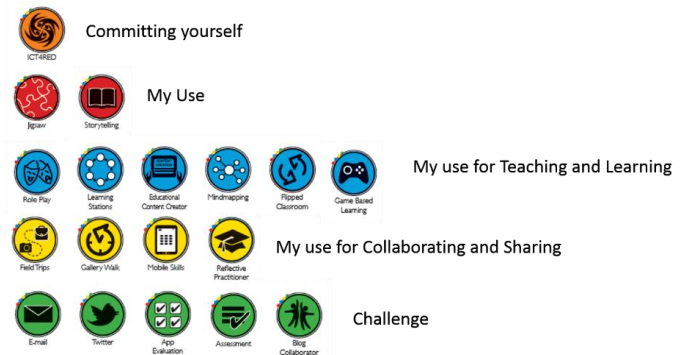 Committing yourself
ICT4RED
My Use
Jigsaw
Storytelling
My use for Teaching and Learning
Role Play
Learning
Stations
Educational
Content Creator
Mindmapping
Flipped
Classroom
Game Based
Learning
My use for Collaborating and Sharing
Field Trips
Gallery Walk
Mobile Skills
Reflective
Practitioner
Challenge
E-mail
Twitter
App
Evaluation
Assessment
Blog
Collaborator